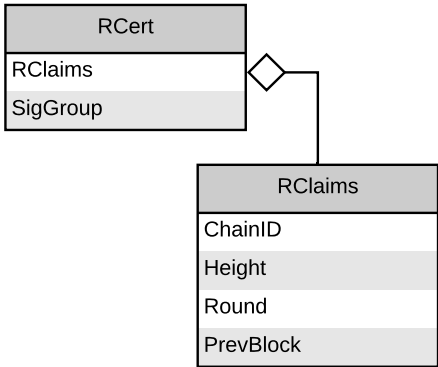 RCert
RClaims
SigGroup
RClaims
ChainID
Height
Round
PrevBlock